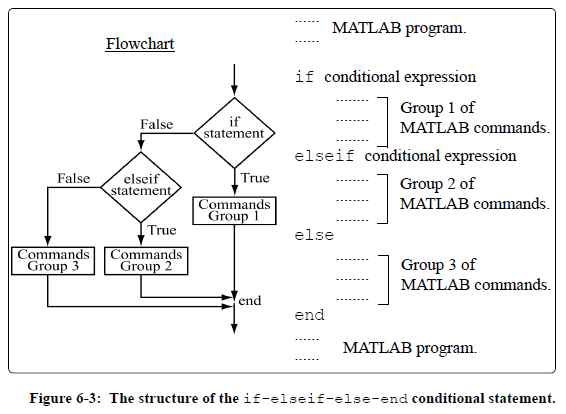 Flowchart
False
if
statement
False
elseif
statement
True
True
Commands
Group 1
Commands
Group 3
Commands
Group 2
end
...... MATLAB program.
......
if conditional expression
........ Group 1 of
........ MATLAB commands.
........
elseif conditional expression
........ Group 2 of
........ MATLAB commands.
........
else
........ Group 3 of
........ MATLAB commands.
........
end
......
...... MATLAB program.
Figure 6-3: The structure of the if-elseif-else-end conditional statement.